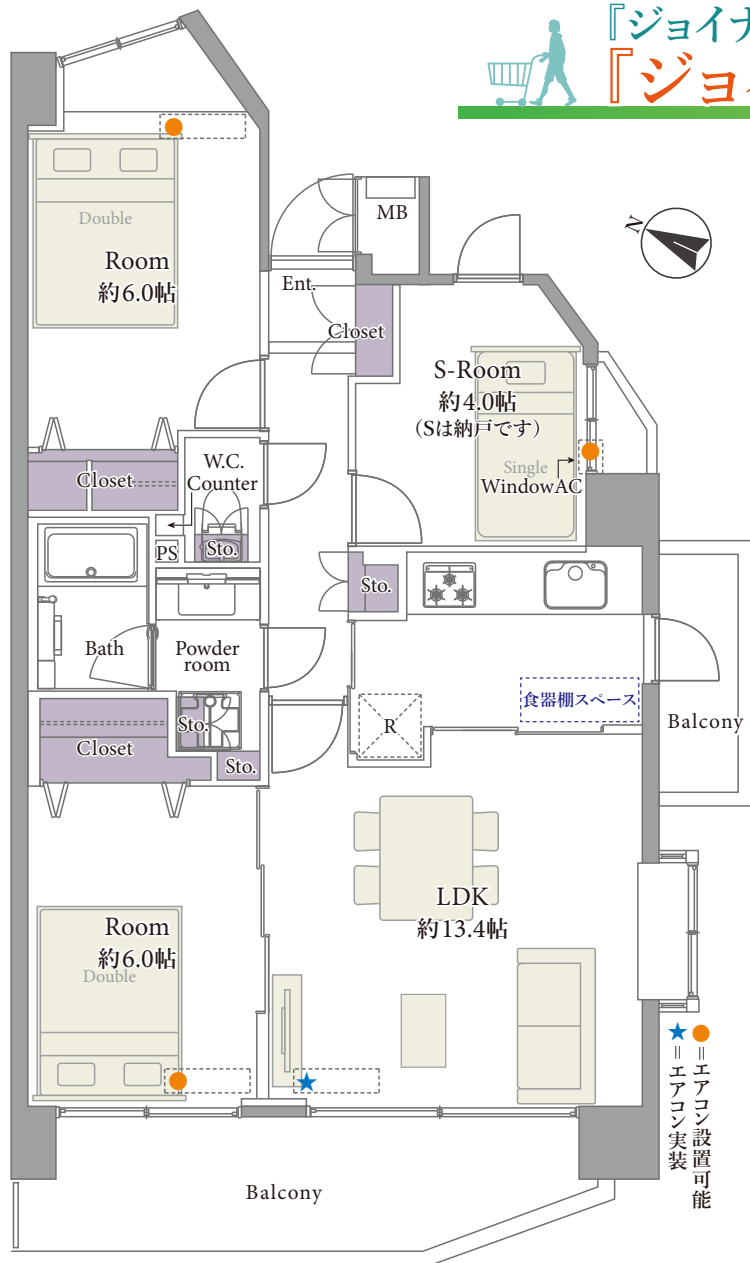 『ジョイナ
『ジョイ
MB
N
Double
Room
約6.0帖
Ent.
Closet
S-Room
約4.0帖
（Sは納戸です）
Single
WindowAC
W.C.
Counter
Closet
PS
Sto.
Sto.
Bath
Powder
room
食器棚スペース
Balcony
R
Sto.
Closet
Sto.
LDK
約13.4帖
Room
約6.0帖
Double
●＝エアコン設置可能
★＝エアコン実装
Balcony